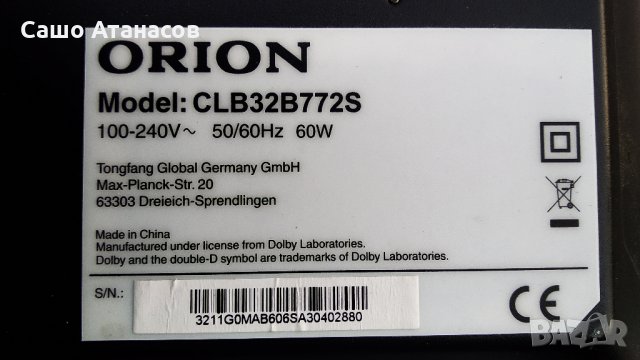 Сашо Атанасов
ORION
Model: CLB32B772S
100-240V~ 50/60Hz 60W
Tongfang Global Germany GmbH
Max-Planck-Str. 20
63303 Dreieich-Sprendlingen
Made in China
Manufactured under license from Dolby Laboratories.
Dolby and the double-D symbol are trademarks of Dolby Laboratories.
S/N.:
3211G0MAB606SA30402880
CE
BAZAR